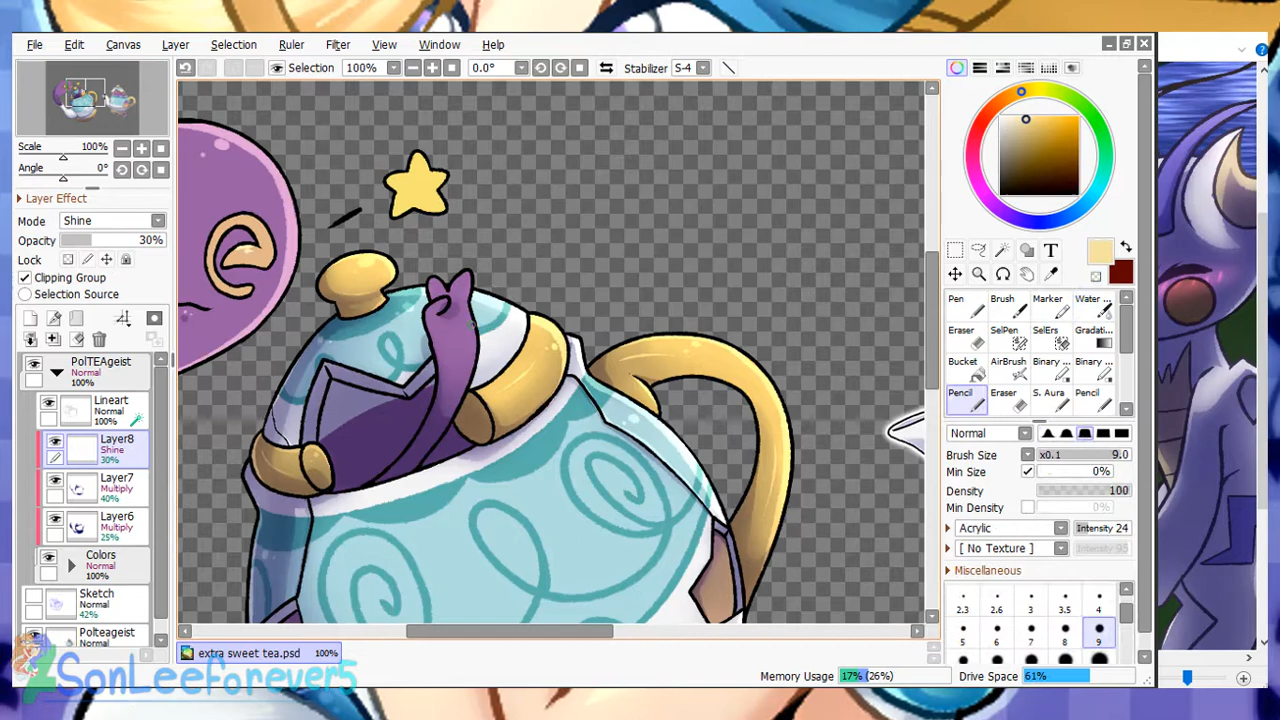 File Edit Canvas Layer Selection Ruler Filter View Window Help
Selection 100% 0.0° Stabilizer S-4
Scale 100%
Angle 0°
Layer Effect
Mode Shine
Opacity 30%
Lock
Clipping Group
Selection Source
PolTEAgeist
Normal
100%
Lineart
Normal
100%
Layer8
Shine
30%
Layer7
Multiply
40%
Layer6
Multiply
25%
Colors
100%
Sketch
Normal
42%
Polteageist
Normal
SonLeeForever5
extra sweet tea.psd 100%
Memory Usage 17% (26%) Drive Space 61%
T
Pen Brush Marker Water ..
Eraser SelPen SelErs Gradati..
Bucket AirBrush Binary .. Binary ..
Pencil Eraser S. Aura Pencil
Normal
Brush Size x0.1 9.0
Min Size 0%
Density 100
Min Density 0%
Acrylic Intensity 24
[ No Texture ] Intensity 95
Miscellaneous
2.3 2.6 3 3.5 4
5 6 7 8 9